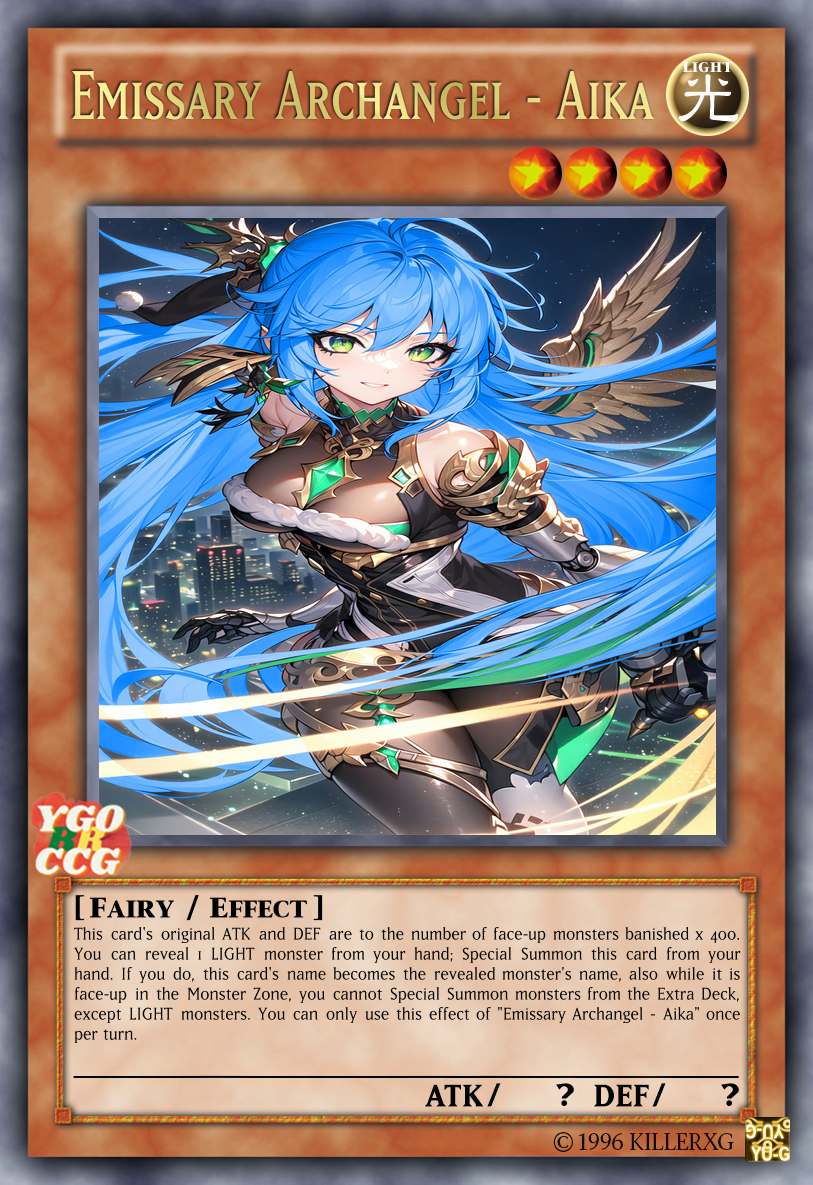 Emissary Archangel - Aika
LIGHT
光
YGO
RR
CCG
[ Fairy / Effect ]
This card's original ATK and DEF are to the number of face-up monsters banished x 400.
You can reveal 1 LIGHT monster from your hand; Special Summon this card from your
hand. If you do, this card's name becomes the revealed monster's name, also while it is
face-up in the Monster Zone, you cannot Special Summon monsters from the Extra Deck,
except LIGHT monsters. You can only use this effect of "Emissary Archangel - Aika" once
per turn.
ATK/ ? DEF/ ?
© 1996 KILLERXG